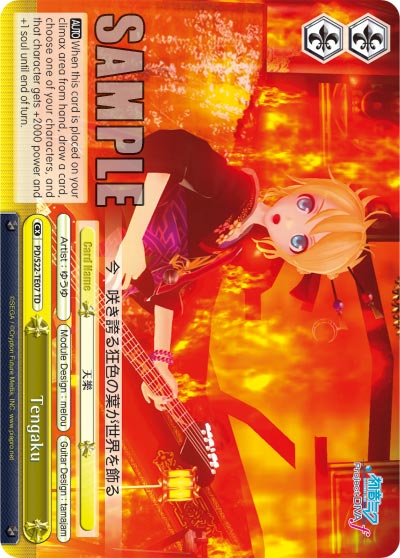 SAMPLE
初音ミク
Project DIVA f
今 咲き誇る狂色の葉が世界を飾る
AUTO When this card is placed on your
climax area from hand, draw a card,
choose one of your characters, and
that character gets +2000 power and
+1 soul until end of turn.
Card Name
天樂
Artist : ゆうゆ
Module Design : melou
Guitar Design : tamajam
CX
PD/S22-TE07 TD
Tengaku
©SEGA / ©Crypton Future Media, INC. www.piapro.net